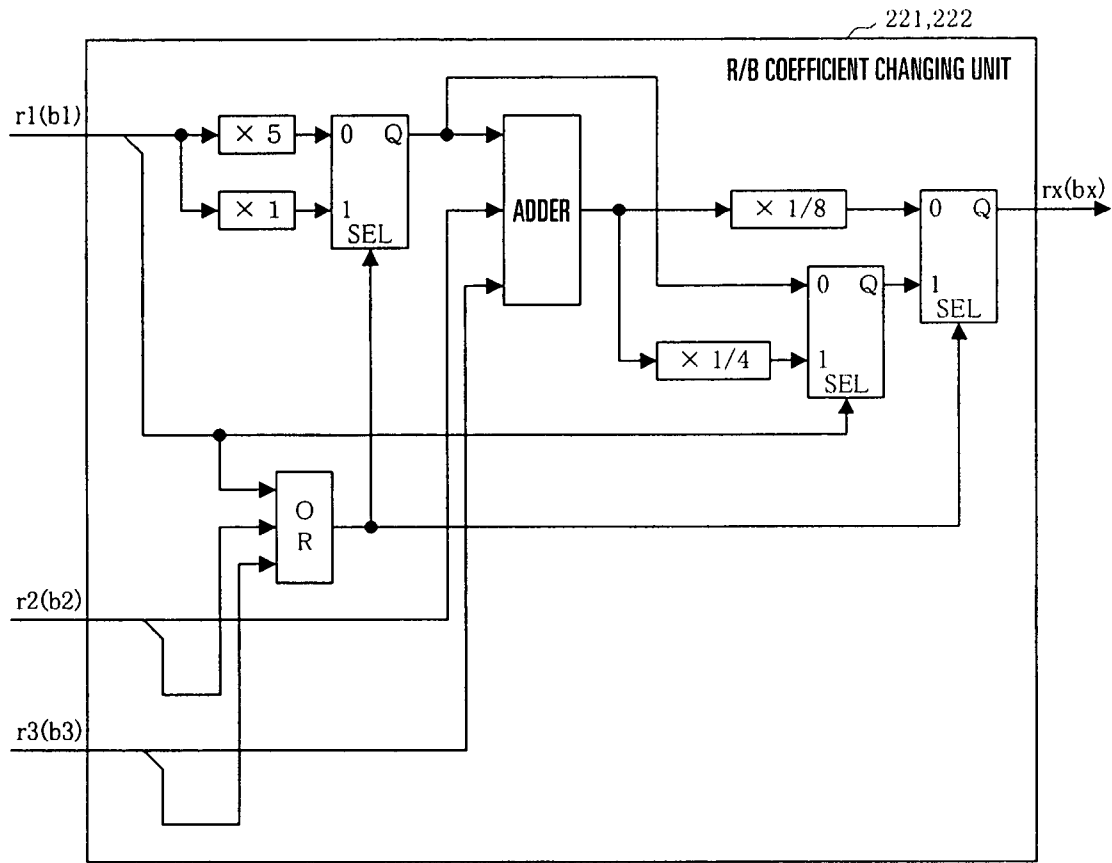 221,222
R/B COEFFICIENT CHANGING UNIT
r1(b1)
× 5
0 Q
× 1
1
SEL
ADDER
× 1/8
0 Q
rx(bx)
1
SEL
0 Q
× 1/4
1
SEL
O
R
r2(b2)
r3(b3)